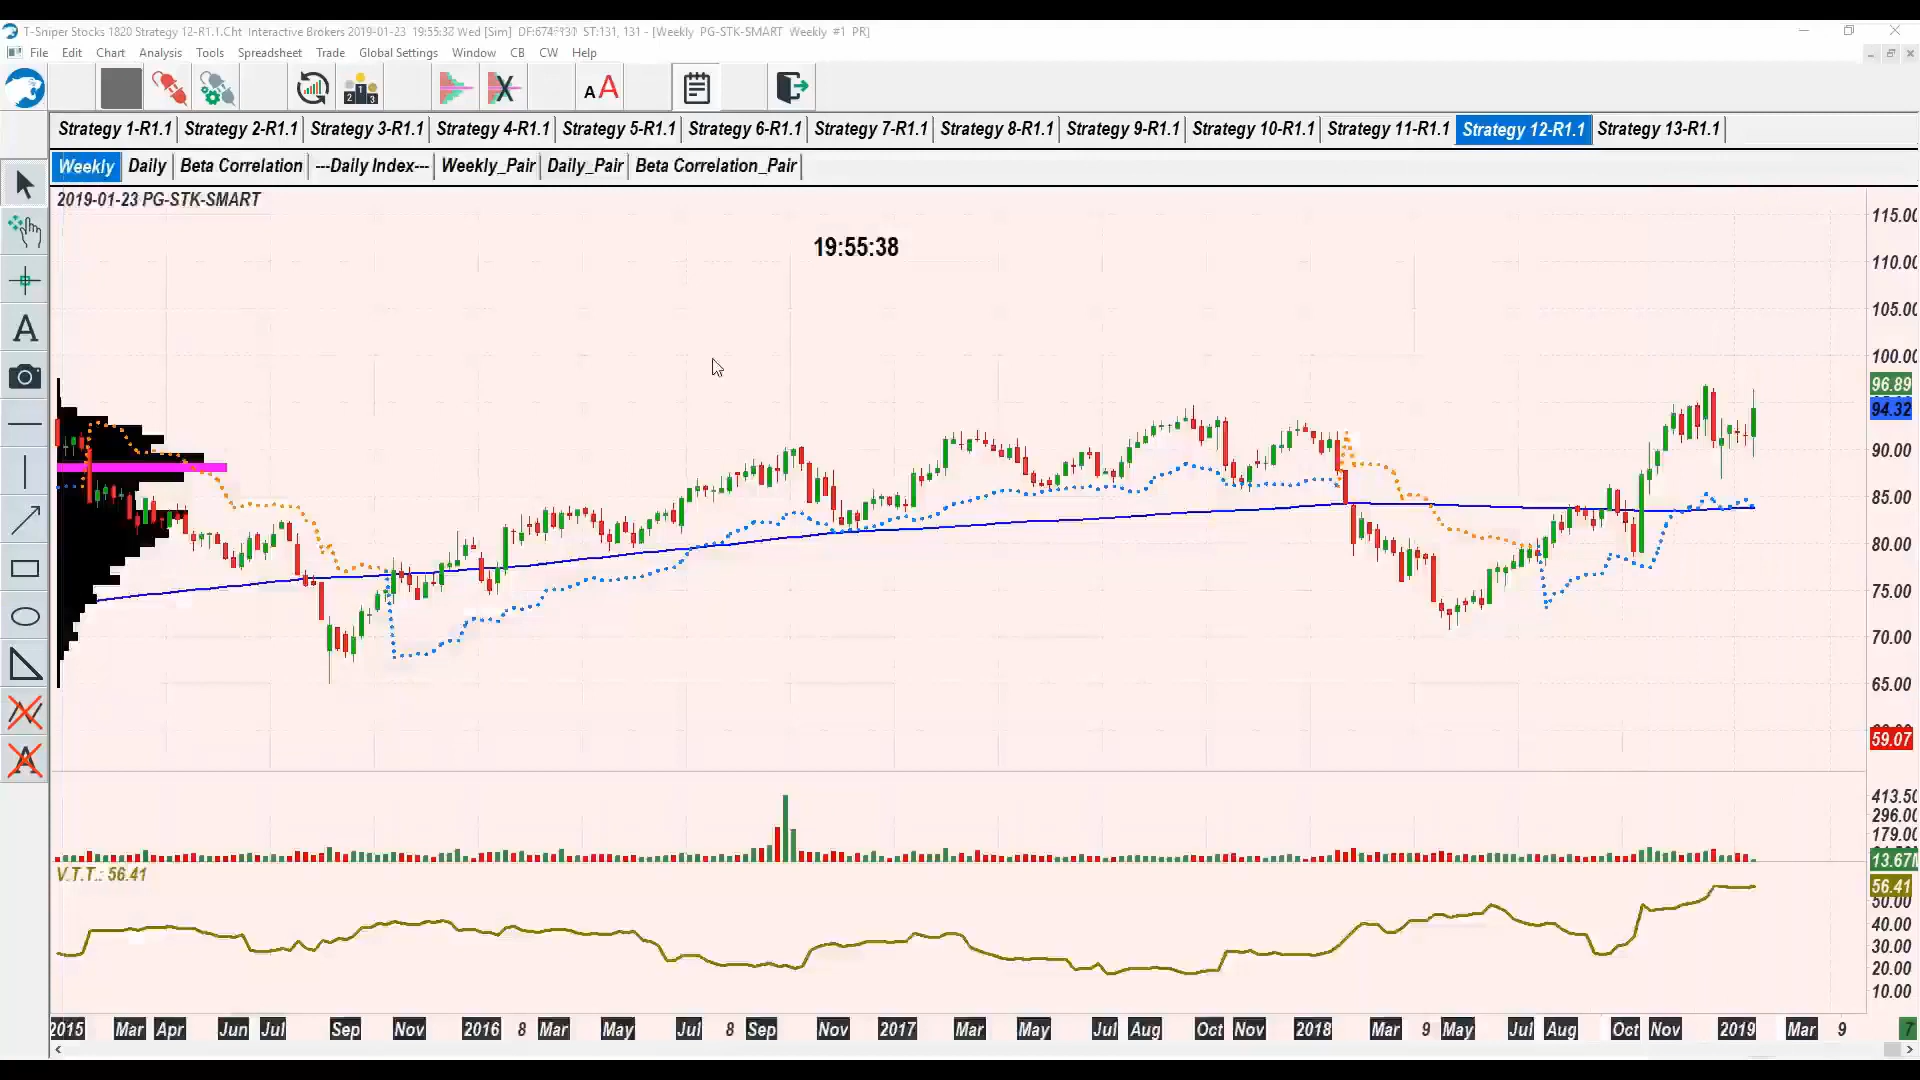 T-Sniper Stocks 1820 Strategy 12-R1.1.Cht Interactive Brokers 2019-01-23 19:55:38 Wed [Sim] ST:131, 131 - [Weekly PG-STK-SMART Weekly #1 PR]
File Edit Chart Analysis Tools Spreadsheet Trade Global Settings Window CB CW Help
2 1 3 X A A
Strategy 1-R1.1 Strategy 2-R1.1 Strategy 3-R1.1 Strategy 4-R1.1 Strategy 5-R1.1 Strategy 6-R1.1 Strategy 7-R1.1 Strategy 8-R1.1 Strategy 9-R1.1 Strategy 10-R1.1 Strategy 11-R1.1 Strategy 12-R1.1 Strategy 13-R1.1
Weekly Daily Beta Correlation ---Daily Index--- Weekly_Pair Daily_Pair Beta Correlation_Pair
2019-01-23 PG-STK-SMART
19:55:38
A
A
115.00
110.00
105.00
100.00
96.89
94.32
90.00
85.00
80.00
75.00
70.00
65.00
59.07
413.50
296.00
179.00
13.67M
V.T.T.: 56.41
56.41
50.00
40.00
30.00
20.00
10.00
2015 Mar Apr Jun Jul Sep Nov 2016 8 Mar May Jul 8 Sep Nov 2017 Mar May Jul Aug Oct Nov 2018 Mar 9 May Jul Aug Oct Nov 2019 Mar 9 7